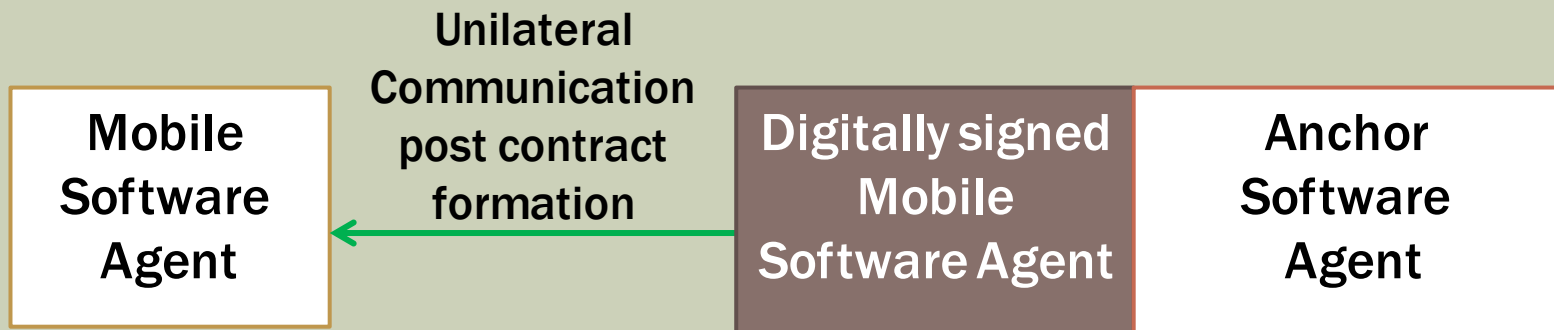 Mobile
Software
Agent
Unilateral
Communication
post contract
formation
Digitally signed
Mobile
Software Agent
Anchor
Software
Agent